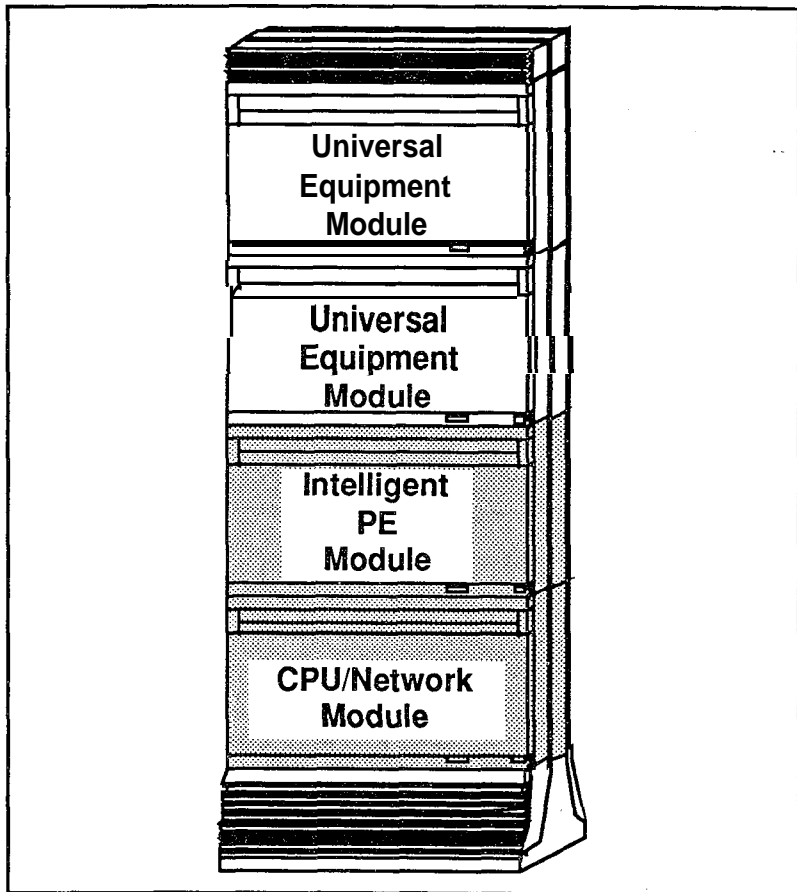 Universal
Equipment
Module
Universal
Equipment
Module
Intelligent
PE
Module
CPU/Network
Module